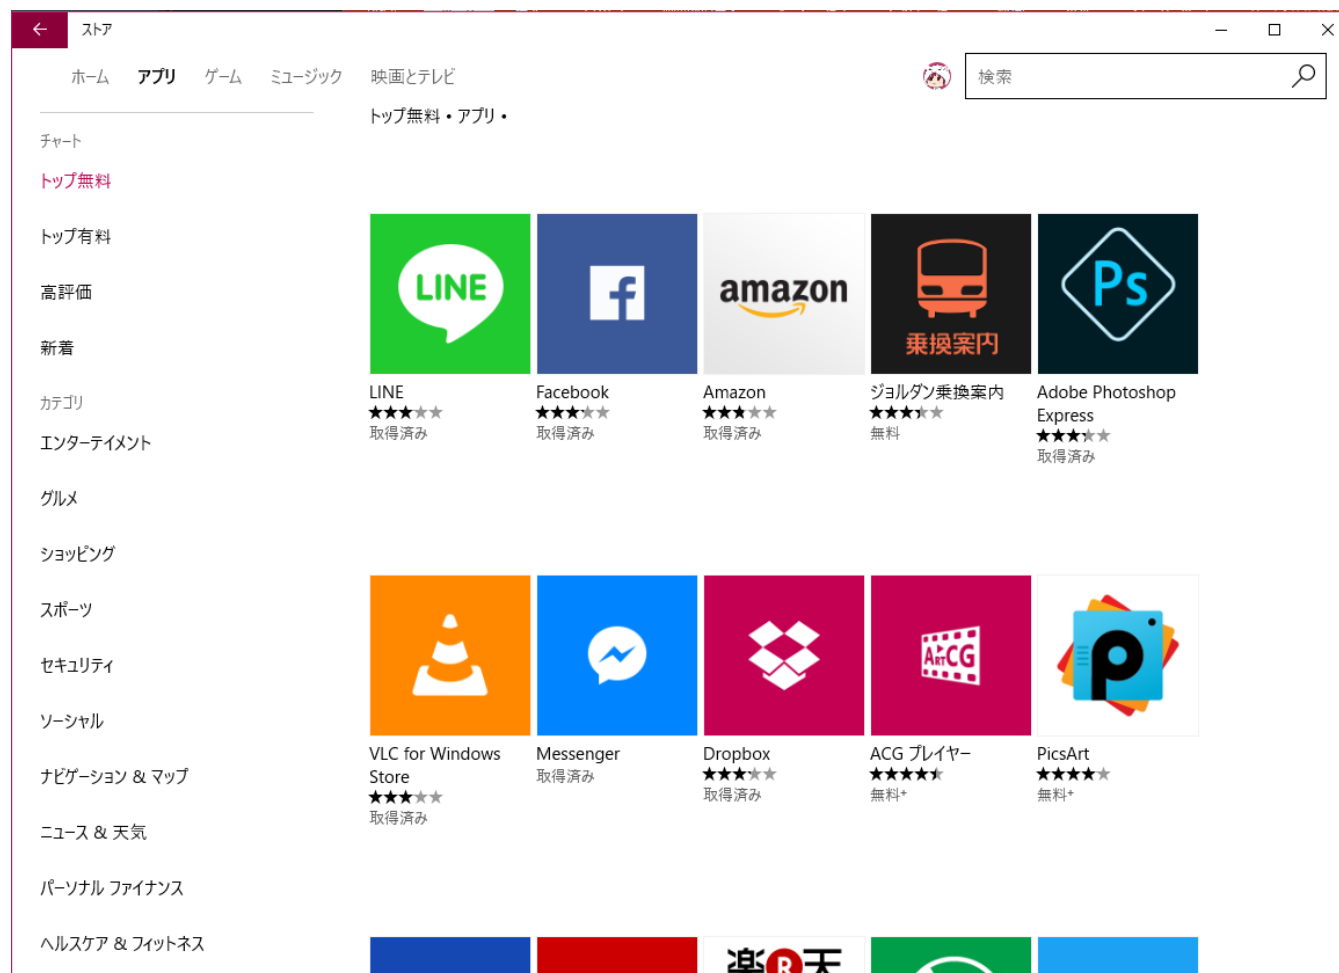 ストア
ホーム アプリ ゲーム ミュージック 映画とテレビ
検索
トップ無料 • アプリ •
チャート
トップ無料
トップ有料
高評価
新着
カテゴリ
エンターテイメント
グルメ
ショッピング
スポーツ
セキュリティ
ソーシャル
ナビゲーション & マップ
ニュース & 天気
パーソナル ファイナンス
ヘルスケア & フィットネス
LINE
LINE
取得済み
Facebook
取得済み
amazon
Amazon
取得済み
乗換案内
ジョルダン乗換案内
無料
Ps
Adobe Photoshop
Express
取得済み
VLC for Windows
Store
取得済み
Messenger
取得済み
Dropbox
取得済み
ArtCG
ACG プレイヤー
無料+
PicsArt
無料+
楽R天